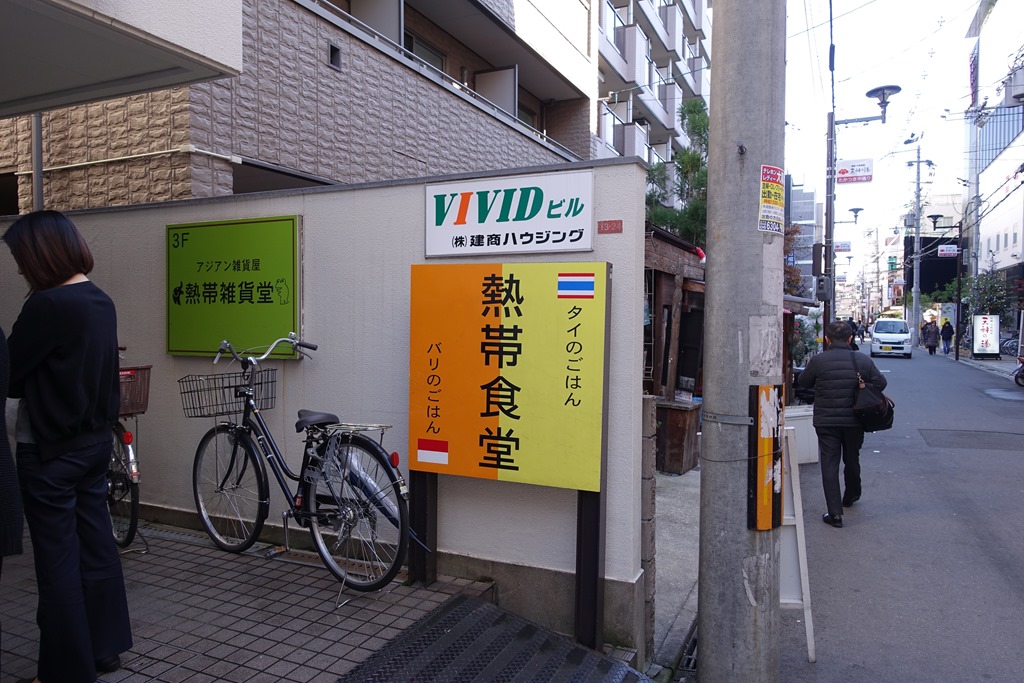 3F
アジアン雑貨屋
熱帯雑貨堂
VIVIDビル
(株)建商ハウジング
13-24
熱帯食堂
タイのごはん
バリのごはん